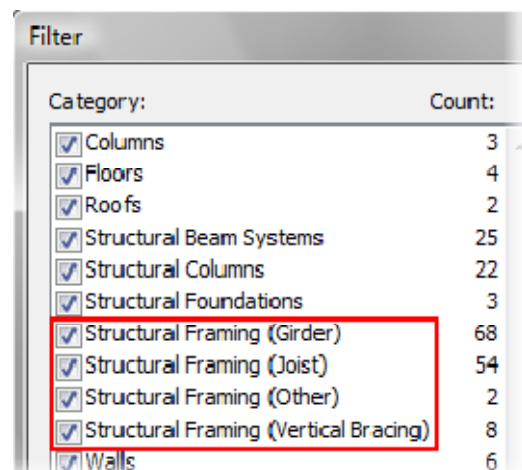 Filter
Category: Count:
Columns 3
Floors 4
Roofs 2
Structural Beam Systems 25
Structural Columns 22
Structural Foundations 3
Structural Framing (Girder) 68
Structural Framing (Joist) 54
Structural Framing (Other) 2
Structural Framing (Vertical Bracing) 8
Walls 6